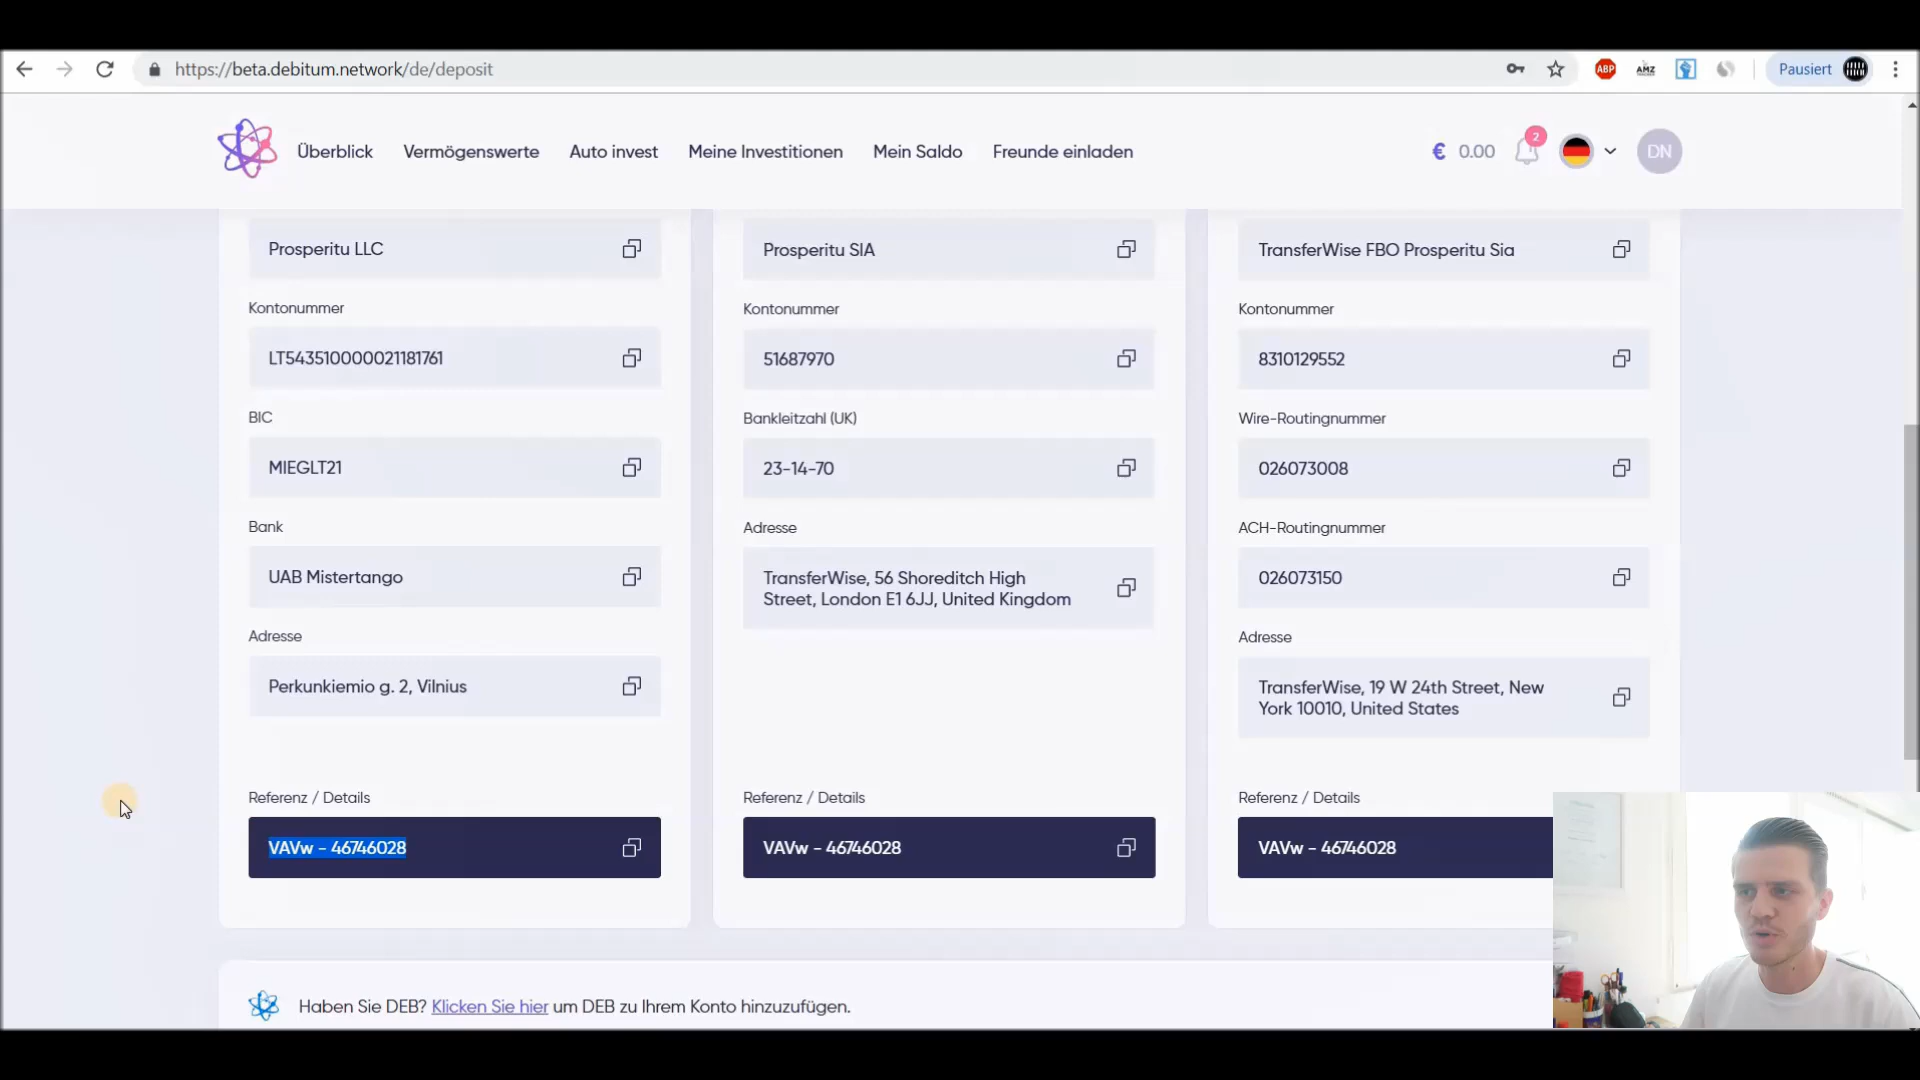 https://beta.debitum.network/de/deposit
ABP
AMZ
Pausiert
Überblick
Vermögenswerte
Auto invest
Meine Investitionen
Mein Saldo
Freunde einladen
€ 0.00
2
DN
Prosperitu LLC
Kontonummer
LT543510000021181761
BIC
MIEGLT21
Bank
UAB Mistertango
Adresse
Perkunkiemio g. 2, Vilnius
Referenz / Details
VAVw - 46746028
Prosperitu SIA
Kontonummer
51687970
Bankleitzahl (UK)
23-14-70
Adresse
TransferWise, 56 Shoreditch High
Street, London E1 6JJ, United Kingdom
Referenz / Details
VAVw - 46746028
TransferWise FBO Prosperitu Sia
Kontonummer
8310129552
Wire-Routingnummer
026073008
ACH-Routingnummer
026073150
Adresse
TransferWise, 19 W 24th Street, New
York 10010, United States
Referenz / Details
VAVw - 46746028
Haben Sie DEB? Klicken Sie hier um DEB zu Ihrem Konto hinzuzufügen.